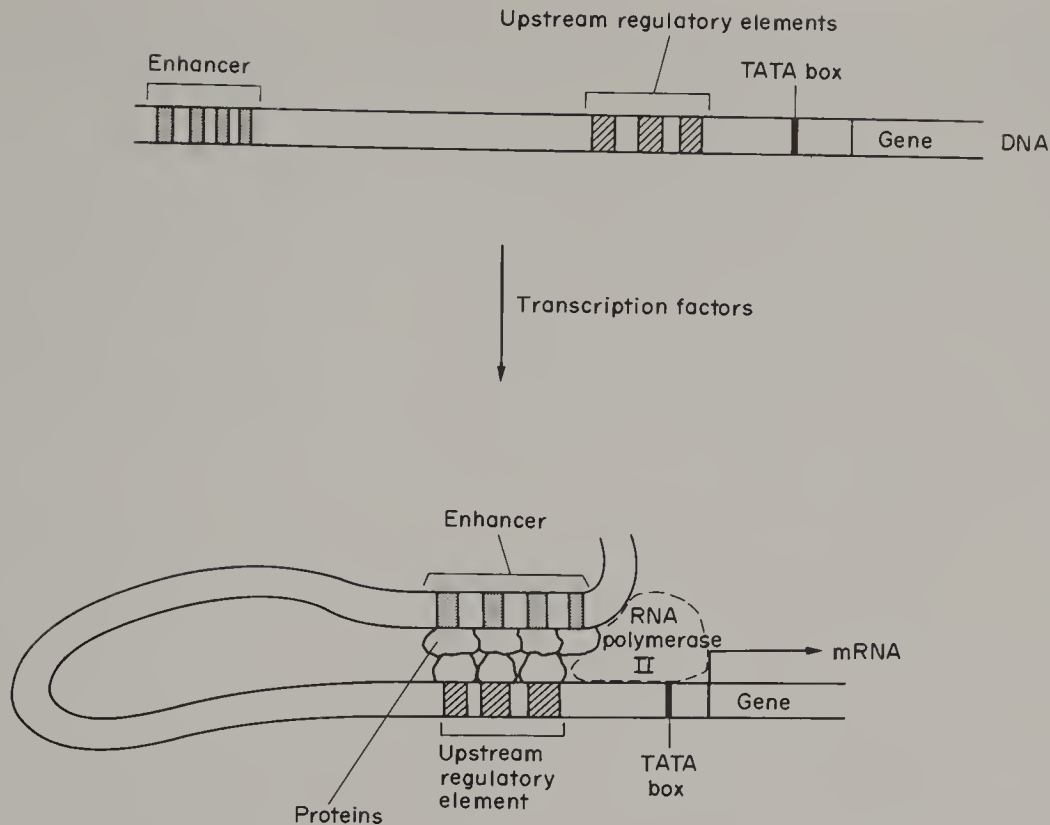 Upstream regulatory elements
Enhancer
TATA box
Gene
DNA
Transcription factors
Enhancer
RNA
polymerase
II
mRNA
Gene
Upstream
regulatory
element
TATA
box
Proteins